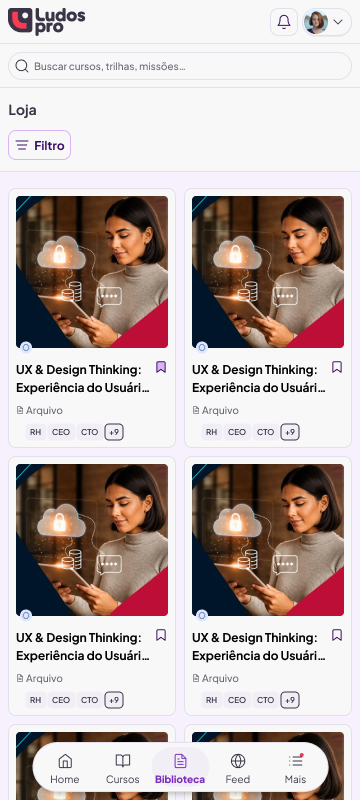 Ludos
pro
Buscar cursos, trilhas, missões...
Loja
Filtro
UX & Design Thinking:
Experiência do Usuári...
Arquivo
RH CEO CTO +9
UX & Design Thinking:
Experiência do Usuári...
Arquivo
RH CEO CTO +9
UX & Design Thinking:
Experiência do Usuári...
Arquivo
RH CEO CTO +9
UX & Design Thinking:
Experiência do Usuári...
Arquivo
RH CEO CTO +9
Home Cursos Biblioteca Feed Mais